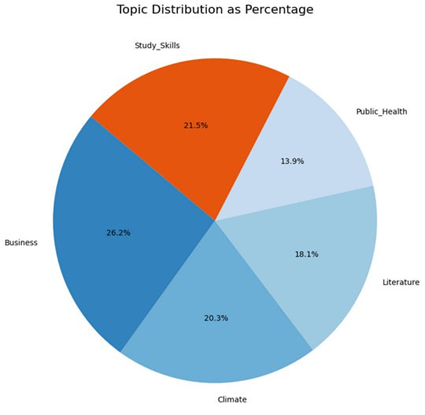 Topic Distribution as Percentage
Study_Skills
21.5%
Public_Health
13.9%
Business
26.2%
18.1%
Literature
20.3%
Climate